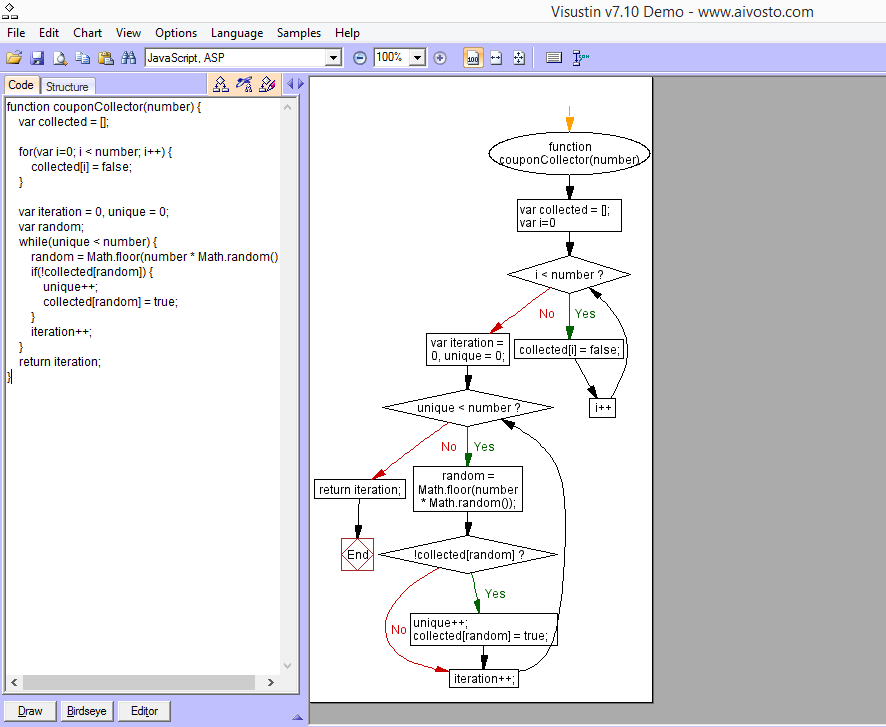 Visustin v7.10 Demo - www.aivosto.com
File Edit Chart View Options Language Samples Help
JavaScript, ASP
100%
100
Code Structure
function couponCollector(number) {
var collected = [];
for(var i=0; i < number; i++) {
collected[i] = false;
}
var iteration = 0, unique = 0;
var random;
while(unique < number) {
random = Math.floor(number * Math.random()
if(!collected[random]) {
unique++;
collected[random] = true;
}
iteration++;
}
return iteration;
}
function
couponCollector(number)
var collected = [];
var i=0
i < number ?
No Yes
var iteration =
0, unique = 0;
collected[i] = false;
i++
unique < number ?
No Yes
return iteration;
random =
Math.floor(number
* Math.random());
End
!collected[random] ?
Yes
No
unique++;
collected[random] = true;
iteration++;
Draw Birdseye Editor